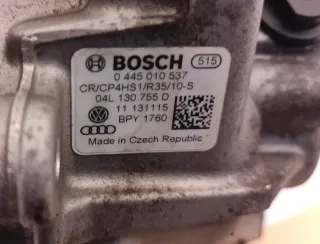 BOSCH 515
0 445 010 537
CR/CP4HS1/R35/10-S
04L 130 755 D
11 131115
BPY 1760
Made in Czech Republic